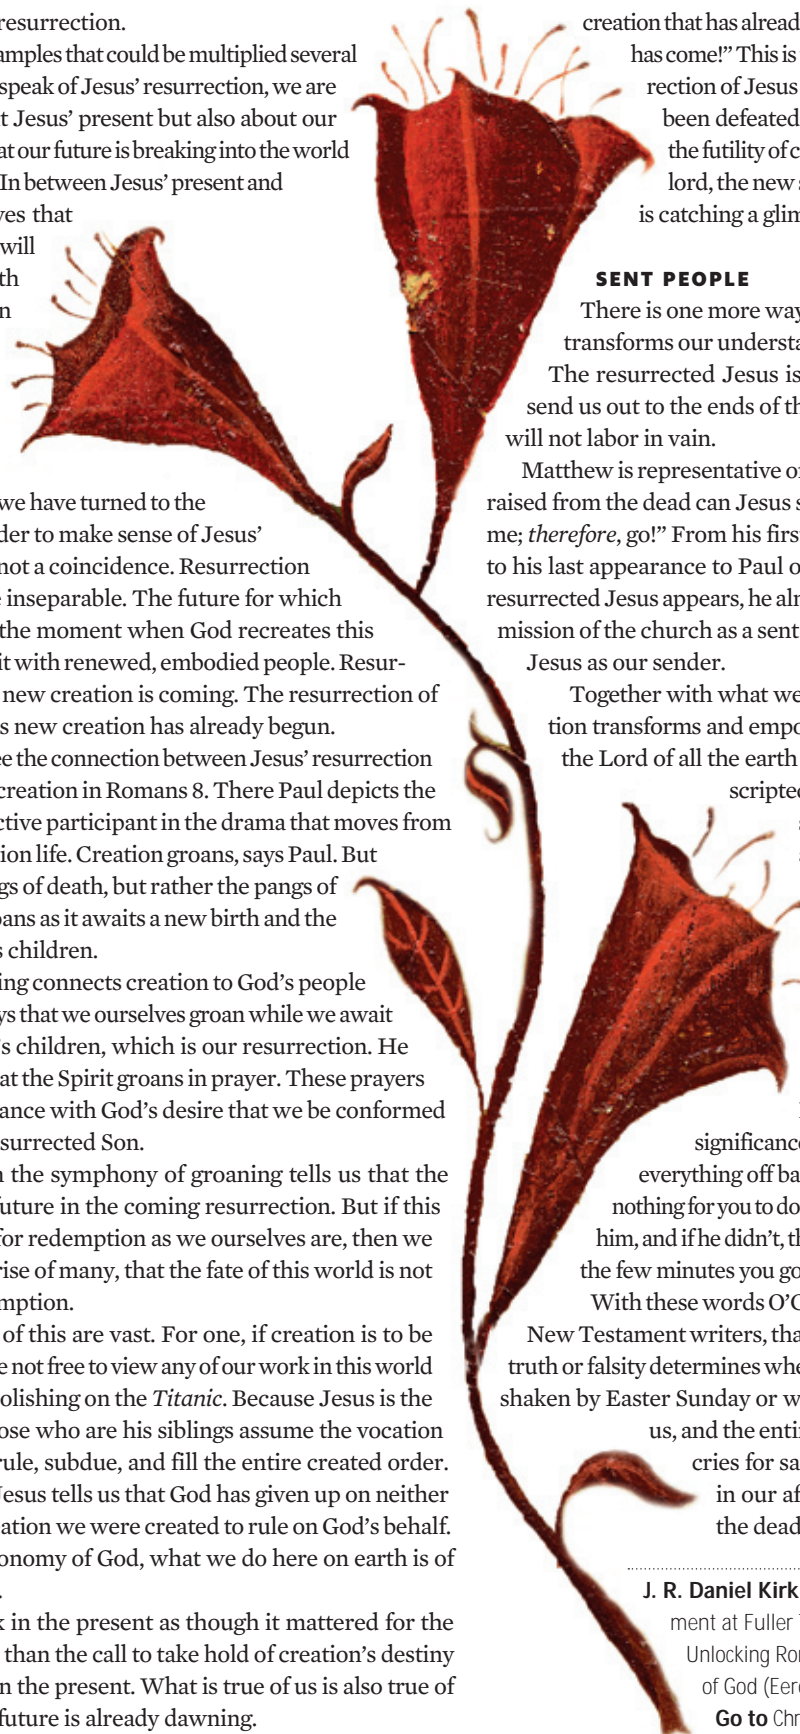 resurrection.
amples that could be multiplied several
speak of Jesus’ resurrection, we are
t Jesus’ present but also about our
at our future is breaking into the world
In between Jesus’ present and
ves that
will
th
n
we have turned to the
der to make sense of Jesus’
not a coincidence. Resurrection
e inseparable. The future for which
the moment when God recreates this
it with renewed, embodied people. Resur-
new creation is coming. The resurrection of
s new creation has already begun.
ee the connection between Jesus’ resurrection
creation in Romans 8. There Paul depicts the
ctive participant in the drama that moves from
ion life. Creation groans, says Paul. But
gs of death, but rather the pangs of
oans as it awaits a new birth and the
s children.
ing connects creation to God’s people
ys that we ourselves groan while we await
’s children, which is our resurrection. He
at the Spirit groans in prayer. These prayers
ance with God’s desire that we be conformed
surrected Son.
n the symphony of groaning tells us that the
future in the coming resurrection. But if this
for redemption as we ourselves are, then we
rise of many, that the fate of this world is not
mption.
of this are vast. For one, if creation is to be
e not free to view any of our work in this world
olishing on the Titanic. Because Jesus is the
ose who are his siblings assume the vocation
rule, subdue, and fill the entire created order.
Jesus tells us that God has given up on neither
ation we were created to rule on God’s behalf.
onomy of God, what we do here on earth is of
.
k in the present as though it mattered for the
than the call to take hold of creation’s destiny
n the present. What is true of us is also true of
future is already dawning.
creation that has alread
has come!” This is
rection of Jesus
been defeated
the futility of c
lord, the new s
is catching a glim
SENT PEOPLE
There is one more way
transforms our understa
The resurrected Jesus is
send us out to the ends of th
will not labor in vain.
Matthew is representative o
raised from the dead can Jesus s
me; therefore, go!” From his firs
to his last appearance to Paul o
resurrected Jesus appears, he alm
mission of the church as a sent
Jesus as our sender.
Together with what we
tion transforms and empo
the Lord of all the earth
scripted
significance
everything off ba
nothing for you to do
him, and if he didn’t, th
the few minutes you go
With these words O’C
New Testament writers, tha
truth or falsity determines whe
shaken by Easter Sunday or w
us, and the entir
cries for sa
in our af
the dead
J. R. Daniel Kirk
ment at Fuller T
Unlocking Rom
of God (Eerd
Go to Chr